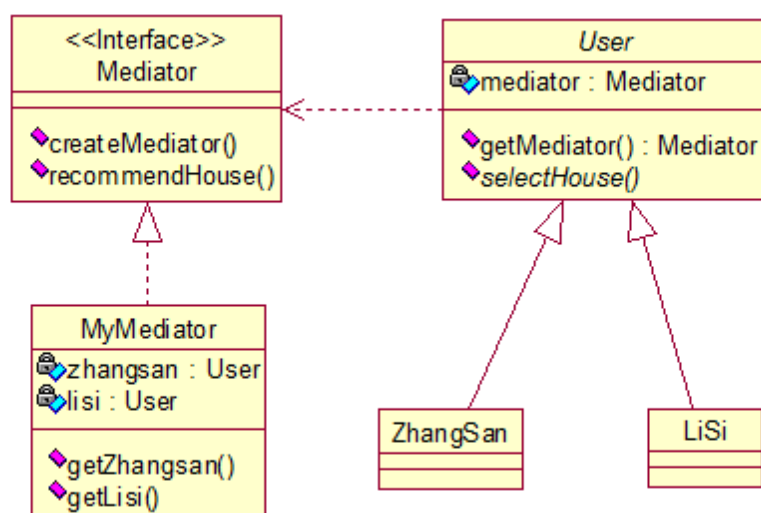 <<Interface>>
Mediator
createMediator()
recommendHouse()
User
mediator : Mediator
getMediator() : Mediator
selectHouse()
MyMediator
zhangsan : User
lisi : User
getZhangsan()
getLisi()
ZhangSan
LiSi